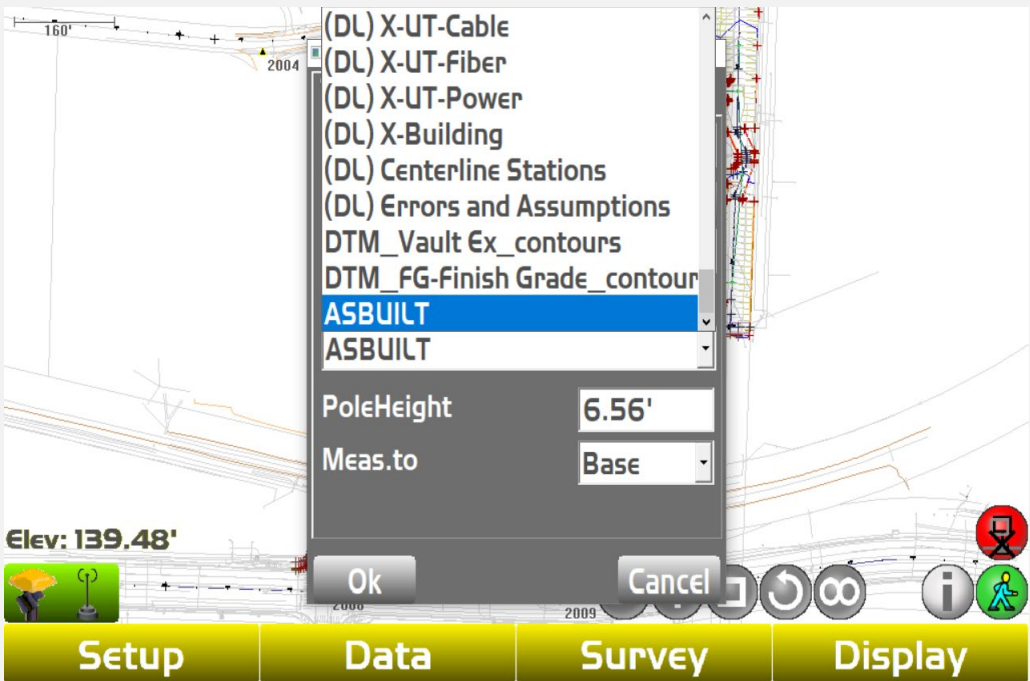 160'
2004
(DL) X-UT-Cable
(DL) X-UT-Fiber
(DL) X-UT-Power
(DL) X-Building
(DL) Centerline Stations
(DL) Errors and Assumptions
DTM_Vault Ex_contours
DTM_FG-Finish Grade_contour
ASBUILT
ASBUILT
PoleHeight 6.56'
Meas.to Base
Elev: 139.48'
Ok Cancel
2008 2009
i
Setup Data Survey Display